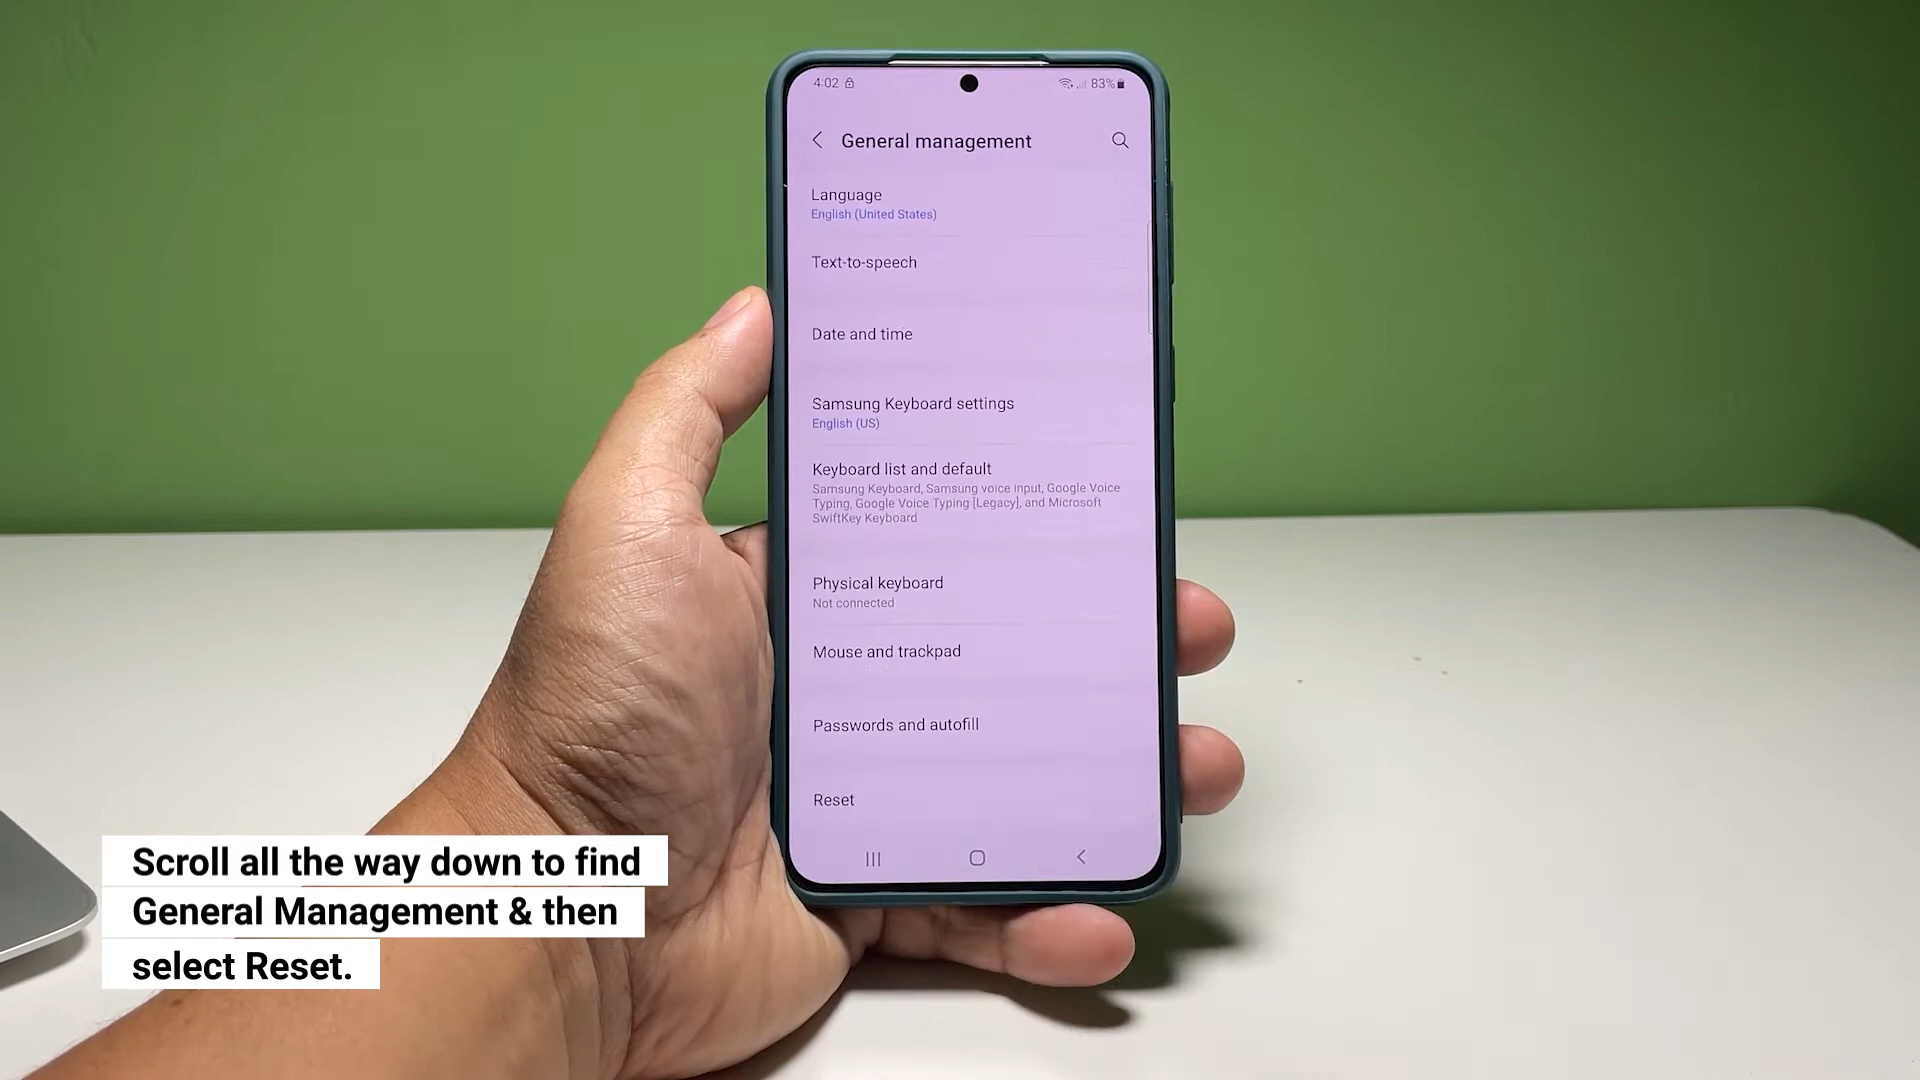 4:02
83%
General management
Language
English (United States)
Text-to-speech
Date and time
Samsung Keyboard settings
English (US)
Keyboard list and default
Samsung Keyboard, Samsung voice input, Google Voice
Typing, Google Voice Typing [Legacy], and Microsoft
SwiftKey Keyboard
Physical keyboard
Not connected
Mouse and trackpad
Passwords and autofill
Reset
Scroll all the way down to find
General Management & then
select Reset.